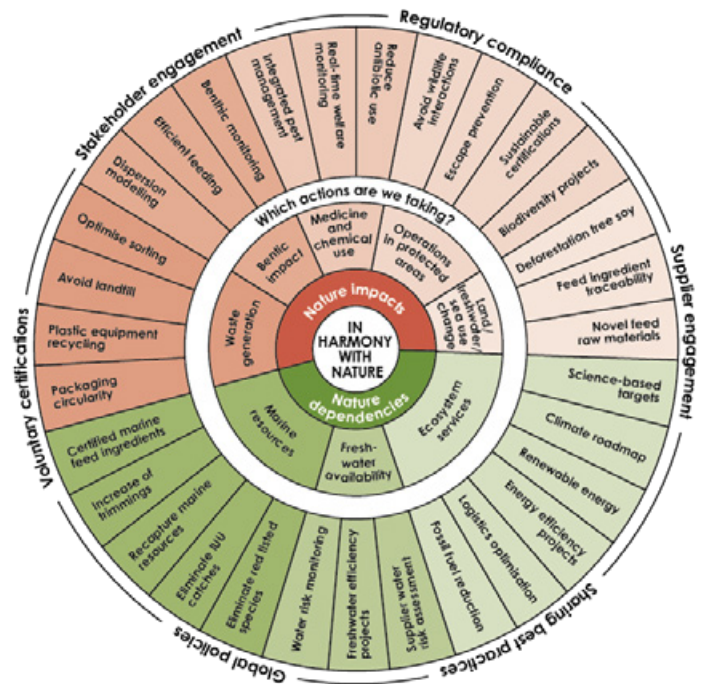 Regulatory compliance
Stakeholder engagement
Supplier engagement
Voluntary certifications
Sharing best practices
Global policies
Benthic monitoring
integrated pest
management
Real-time welfare
monitoring
Reduce
antibiotic use
Avoid wildlife
interactions
Escape prevention
Sustainable
certifications
Biodiversity projects
Deforestation free soy
Feed ingredient
traceability
Novel feed
raw materials
Science-based
targets
Climate roadmap
Renewable energy
Energy efficiency
projects
Logistics optimisation
Fossil fuel reduction
Supplier water
risk assessment
Freshwater efficiency
projects
Water risk monitoring
Eliminate red listed
species
Eliminate IUU
catches
Recapture marine
resources
Increase of
trimmings
Certified marine
feed ingredients
Packaging
circularity
Plastic equipment
recycling
Avoid landfill
Optimise sorting
Dispersion
modelling
Efficient feeding
Which actions are we taking?
Waste
generation
Bentic
impact
Medicine
and
chemical
use
Operations
in protected
areas
Land/
freshwater/
sea use
change
Ecosystem
services
Fresh-
water
availability
Marine
resources
Nature impacts
IN
HARMONY
WITH
NATURE
Nature
dependencies